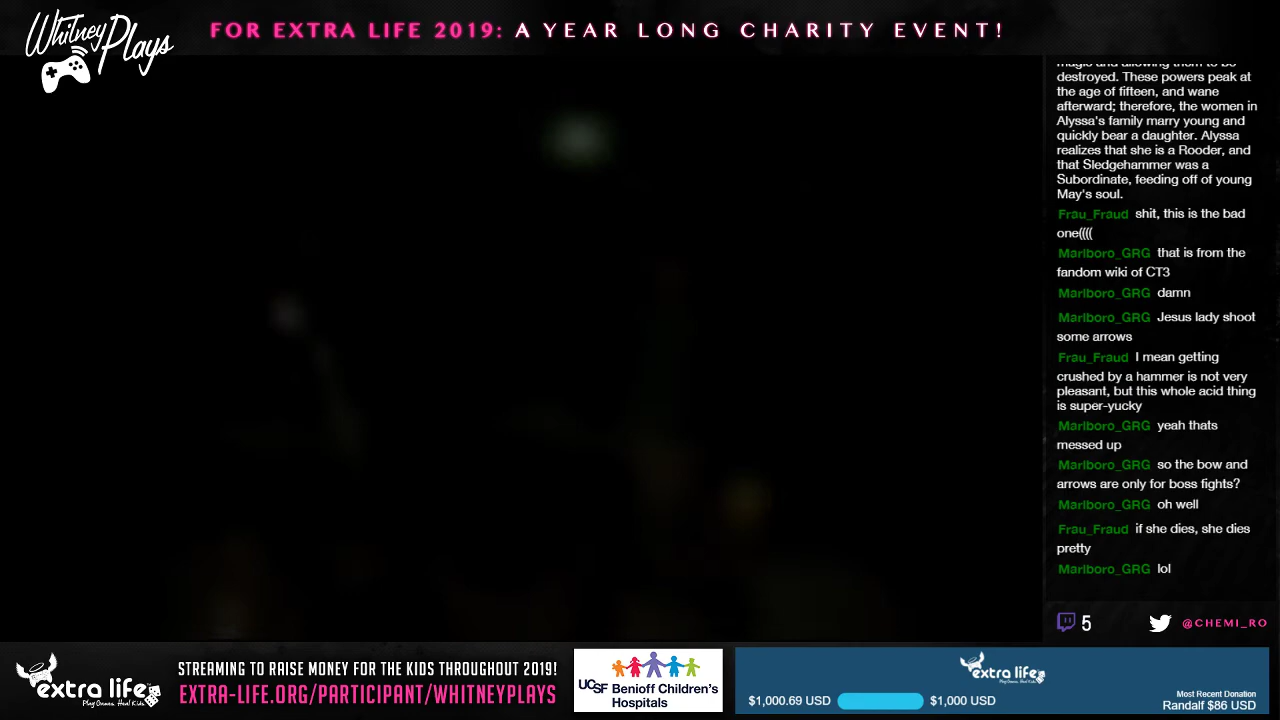 Whitney Plays
FOR EXTRA LIFE 2019: A YEAR LONG CHARITY EVENT!
magic and allowing them to be
destroyed. These powers peak at
the age of fifteen, and wane
afterward; therefore, the women in
Alyssa's family marry young and
quickly bear a daughter. Alyssa
realizes that she is a Rooder, and
that Sledgehammer was a
Subordinate, feeding off of young
May's soul.
Frau_Fraud shit, this is the bad
one((((
Marlboro_GRG that is from the
fandom wiki of CT3
Marlboro_GRG damn
Marlboro_GRG Jesus lady shoot
some arrows
Frau_Fraud I mean getting
crushed by a hammer is not very
pleasant, but this whole acid thing
is super-yucky
Marlboro_GRG yeah thats
messed up
Marlboro_GRG so the bow and
arrows are only for boss fights?
Marlboro_GRG oh well
Frau_Fraud if she dies, she dies
pretty
Marlboro_GRG lol
5 @CHEMI_RO
extra life
Play Games. Heal Kids.
STREAMING TO RAISE MONEY FOR THE KIDS THROUGHOUT 2019!
EXTRA-LIFE.ORG/PARTICIPANT/WHITNEYPLAYS
UCSF Benioff Children's
Hospitals
extra life
Play Games. Heal Kids.
$1,000.69 USD $1,000 USD
Most Recent Donation
Randalf $86 USD